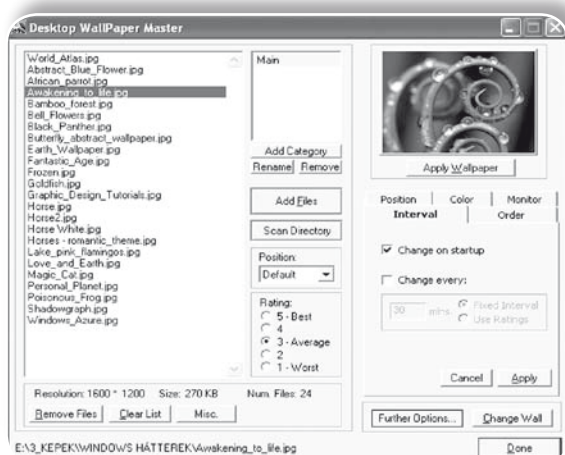 Desktop WallPaper Master
World_Atlas.jpg
Abstract_Blue_Flower.jpg
African_parrot.jpg
Awakening_to_life.jpg
Bamboo_forest.jpg
Bell_Flowers.jpg
Black_Panther.jpg
Butterfly_abstract_wallpaper.jpg
Earth_Wallpaper.jpg
Fantastic_Age.jpg
Frozen.jpg
Goldfish.jpg
Graphic_Design_Tutorials.jpg
Horse.jpg
Horse2.jpg
Horse White.jpg
Horses - romantic_theme.jpg
Lake_pink_flamingos.jpg
Love_and_Earth.jpg
Magic_Cat.jpg
Personal_Planet.jpg
Poisonous_Frog.jpg
Shadowgraph.jpg
Windows_Azure.jpg
Resolution: 1600 * 1200 Size: 270 KB Num. Files: 24
Remove Files Clear List Misc.
Main
Add Category
Rename Remove
Add Files
Scan Directory
Position:
Default
Rating:
5 - Best
4
3 - Average
2
1 - Worst
Apply Wallpaper
Position Color Monitor
Interval Order
Change on startup
Change every:
30 mins. Fixed Interval
Use Ratings
Cancel Apply
Further Options... Change Wall
E:\3_KEPEK\WINDOWS HÁTTEREK\Awakening_to_life.jpg Done